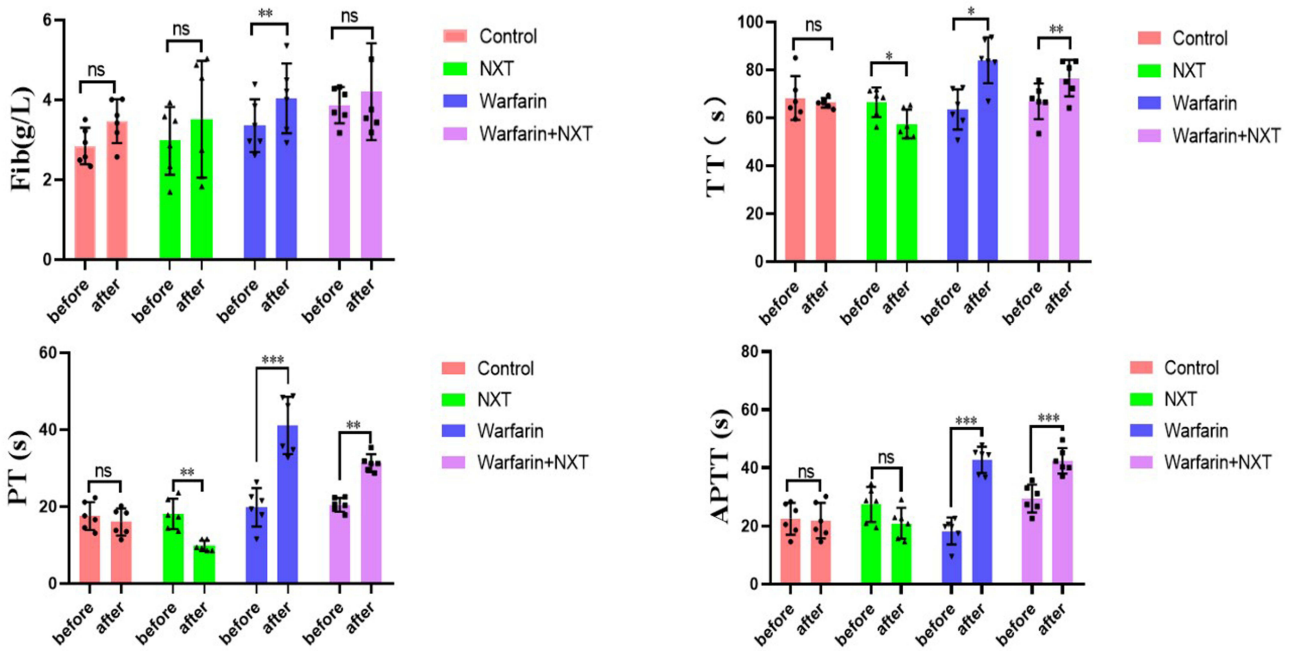 Fib(g/L)
6
4
2
0
ns
ns
**
ns
before
after
before
after
before
after
before
after
Control
NXT
Warfarin
Warfarin+NXT
TT( s)
100
80
60
40
20
0
ns
*
*
**
before
after
before
after
before
after
before
after
Control
NXT
Warfarin
Warfarin+NXT
PT (s)
60
40
20
0
ns
**
***
**
before
after
before
after
before
after
before
after
Control
NXT
Warfarin
Warfarin+NXT
APTT (s)
80
60
40
20
0
ns
ns
***
***
before
after
before
after
before
after
before
after
Control
NXT
Warfarin
Warfarin+NXT